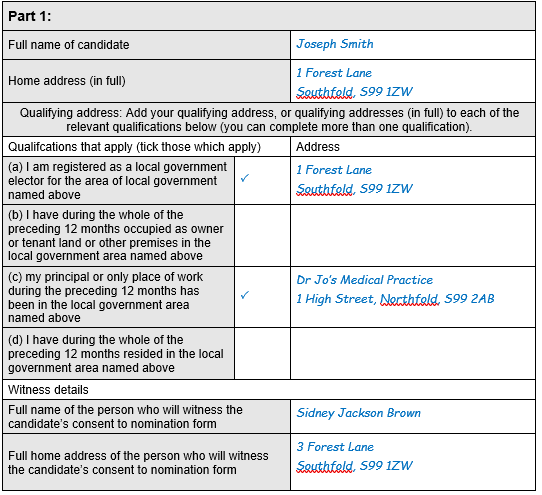 Part 1:
Full name of candidate
Joseph Smith
Home address (in full)
1 Forest Lane
Southfold, S99 1ZW
Qualifying address: Add your qualifying address, or qualifying addresses (in full) to each of the
relevant qualifications below (you can complete more than one qualification).
Qualifcations that apply (tick those which apply)
Address
(a) I am registered as a local government
elector for the area of local government
named above
✓
1 Forest Lane
Southfold, S99 1ZW
(b) I have during the whole of the
preceding 12 months occupied as owner
or tenant land or other premises in the
local government area named above
(c) my principal or only place of work
during the preceding 12 months has
been in the local government area
named above
✓
Dr Jo's Medical Practice
1 High Street, Northfold, S99 2AB
(d) I have during the whole of the
preceding 12 months resided in the local
government area named above
Witness details
Full name of the person who will witness the
candidate's consent to nomination form
Sidney Jackson Brown
Full home address of the person who will witness
the candidate's consent to nomination form
3 Forest Lane
Southfold, S99 1ZW